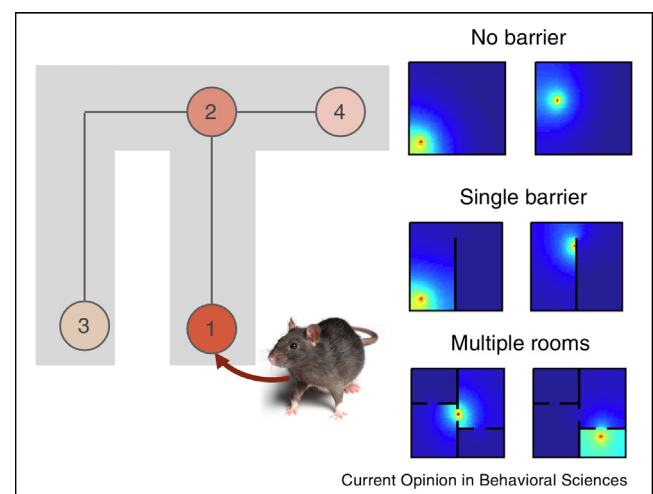 No barrier
2
4
Single barrier
3
1
Multiple rooms
Current Opinion in Behavioral Sciences